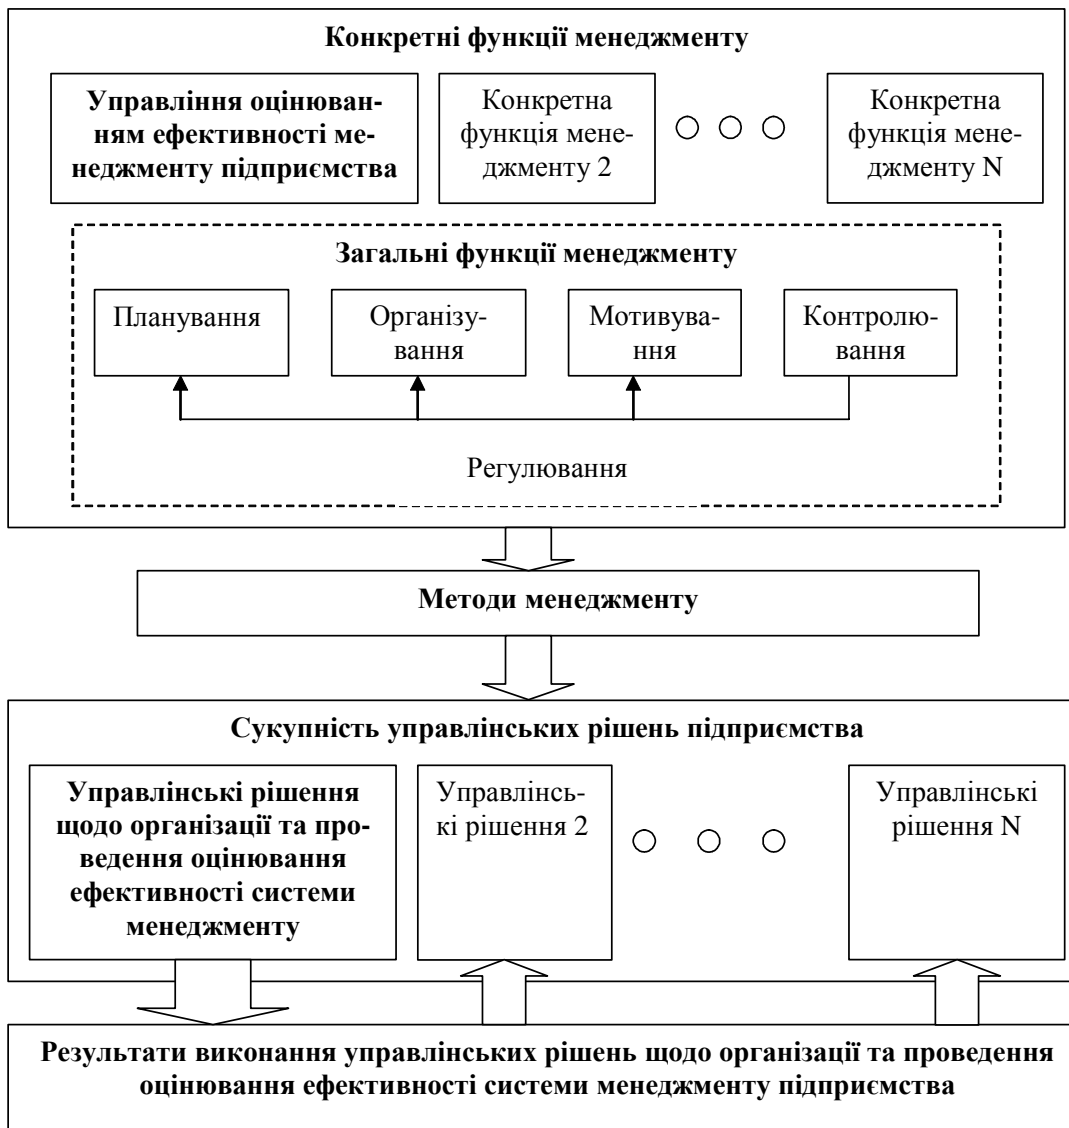 Конкретні функції менеджменту
Управління оцінюван-
ням ефективності ме-
неджменту підприємства
Конкретна
функція мене-
джменту 2
Конкретна
функція мене-
джменту N
Загальні функції менеджменту
Планування
Організу-
вання
Мотивува-
ння
Контролю-
вання
Регулювання
Методи менеджменту
Сукупність управлінських рішень підприємства
Управлінські рішення
щодо організації та про-
ведення оцінювання
ефективності системи
менеджменту
Управлінсь-
кі рішення 2
Управлінські
рішення N
Результати виконання управлінських рішень щодо організації та проведення
оцінювання ефективності системи менеджменту підприємства